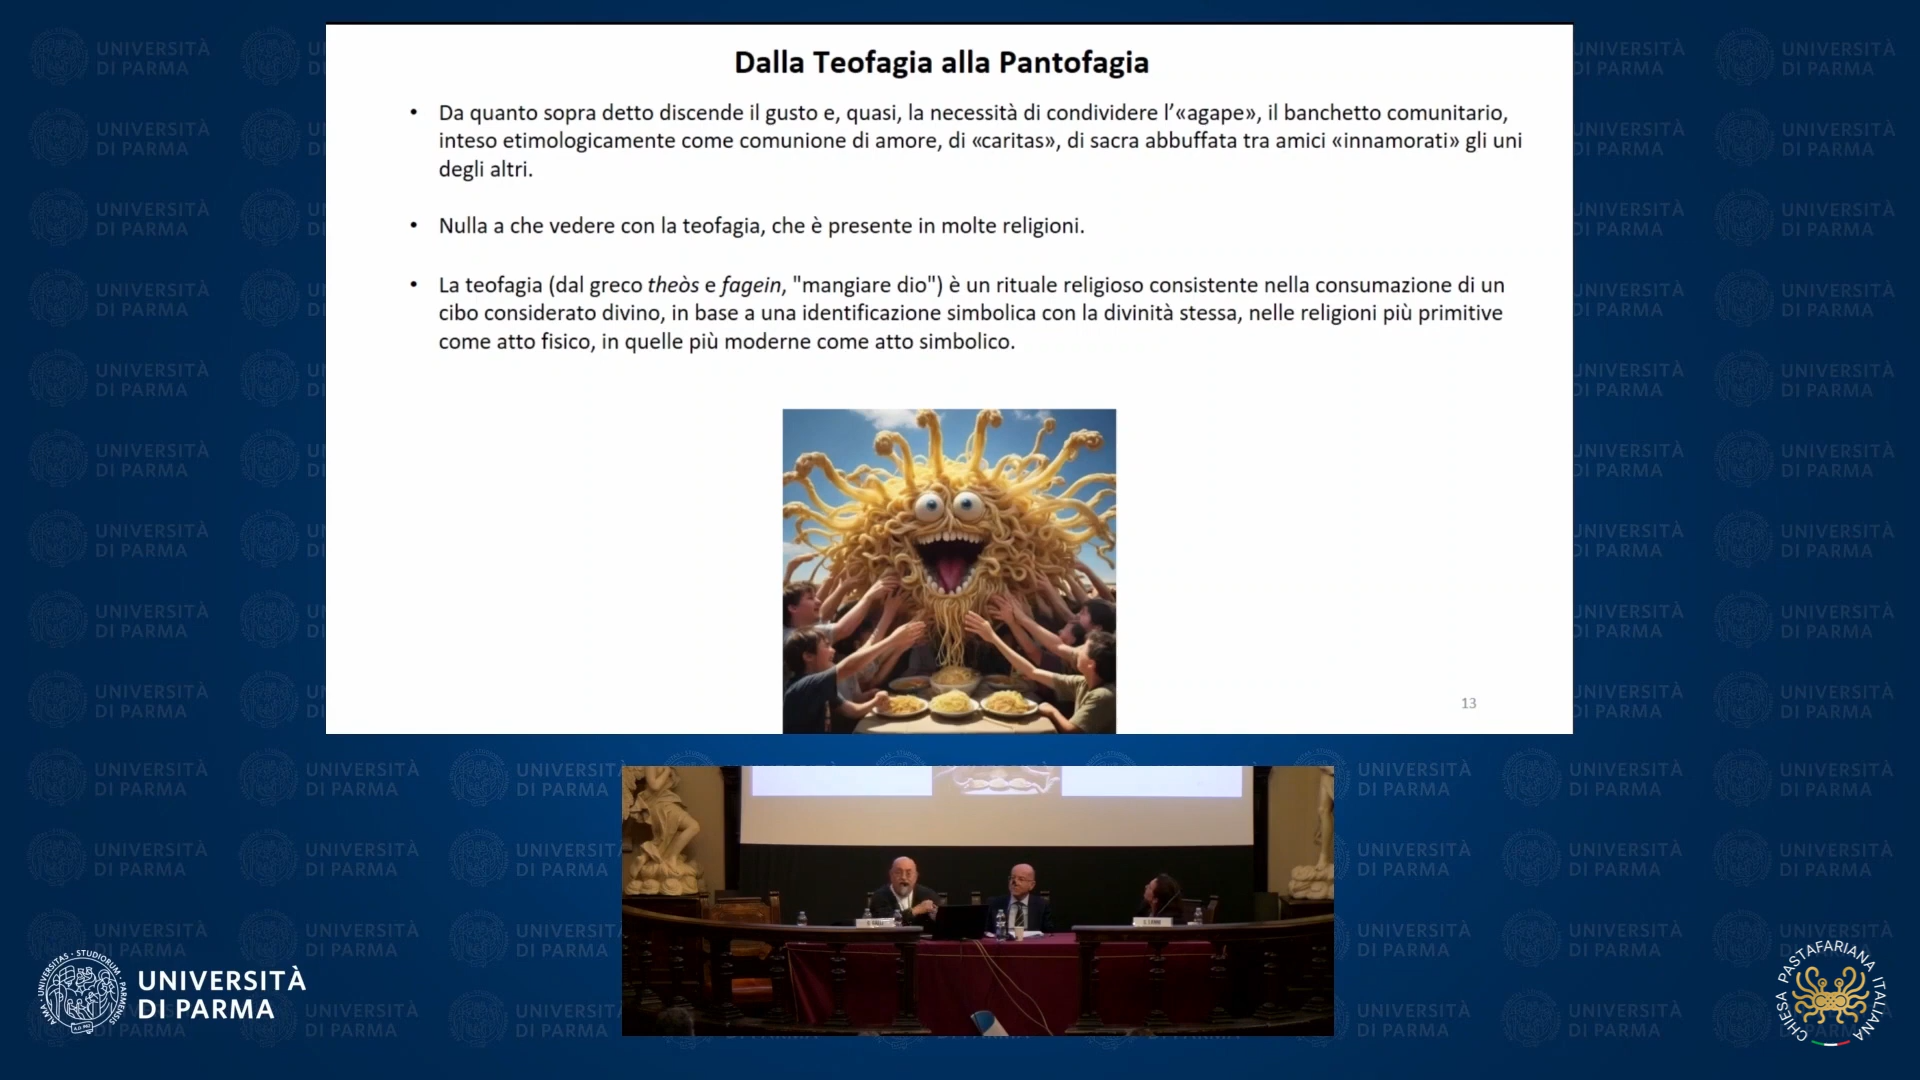 Dalla Teofagia alla Pantofagia
• Da quanto sopra detto discende il gusto e, quasi, la necessità di condividere l'«agape», il banchetto comunitario,
inteso etimologicamente come comunione di amore, di «caritas», di sacra abbuffata tra amici «innamorati» gli uni
degli altri.
• Nulla a che vedere con la teofagia, che è presente in molte religioni.
• La teofagia (dal greco theòs e fagein, "mangiare dio") è un rituale religioso consistente nella consumazione di un
cibo considerato divino, in base a una identificazione simbolica con la divinità stessa, nelle religioni più primitive
come atto fisico, in quelle più moderne come atto simbolico.
13
UNIVERSITÀ
DI PARMA
CHIESA PASTAFARIANA ITALIANA